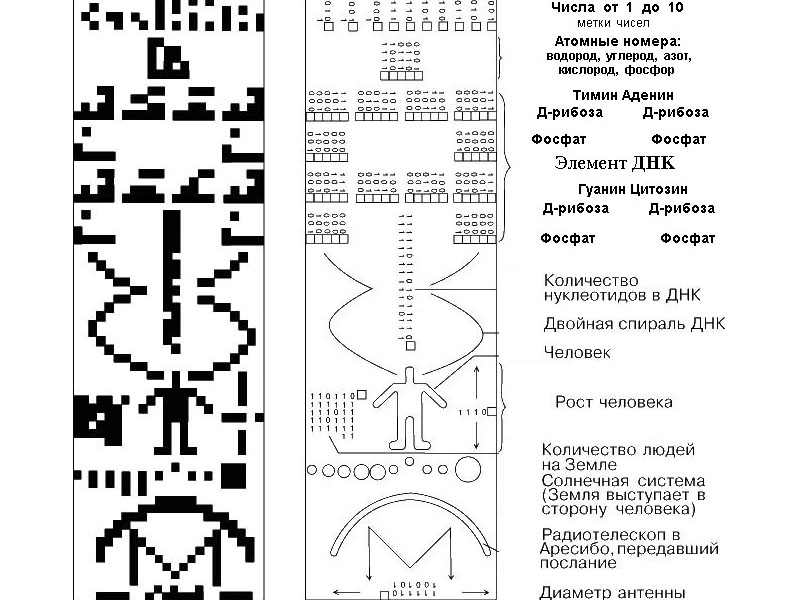 Числа от 1 до 10
метки чисел
Атомные номера:
водород, углерод, азот,
кислород, фосфор
Тимин Аденин
Д-рибоза Д-рибоза
Фосфат Фосфат
Элемент ДНК
Гуанин Цитозин
Д-рибоза Д-рибоза
Фосфат Фосфат
Количество
нуклеотидов в ДНК
Двойная спираль ДНК
Человек
Рост человека
1110
Количество людей
на Земле
Солнечная система
(Земля выступает в
сторону человека)
Радиотелескоп в
Аресибо, передавший
послание
Диаметр антенны